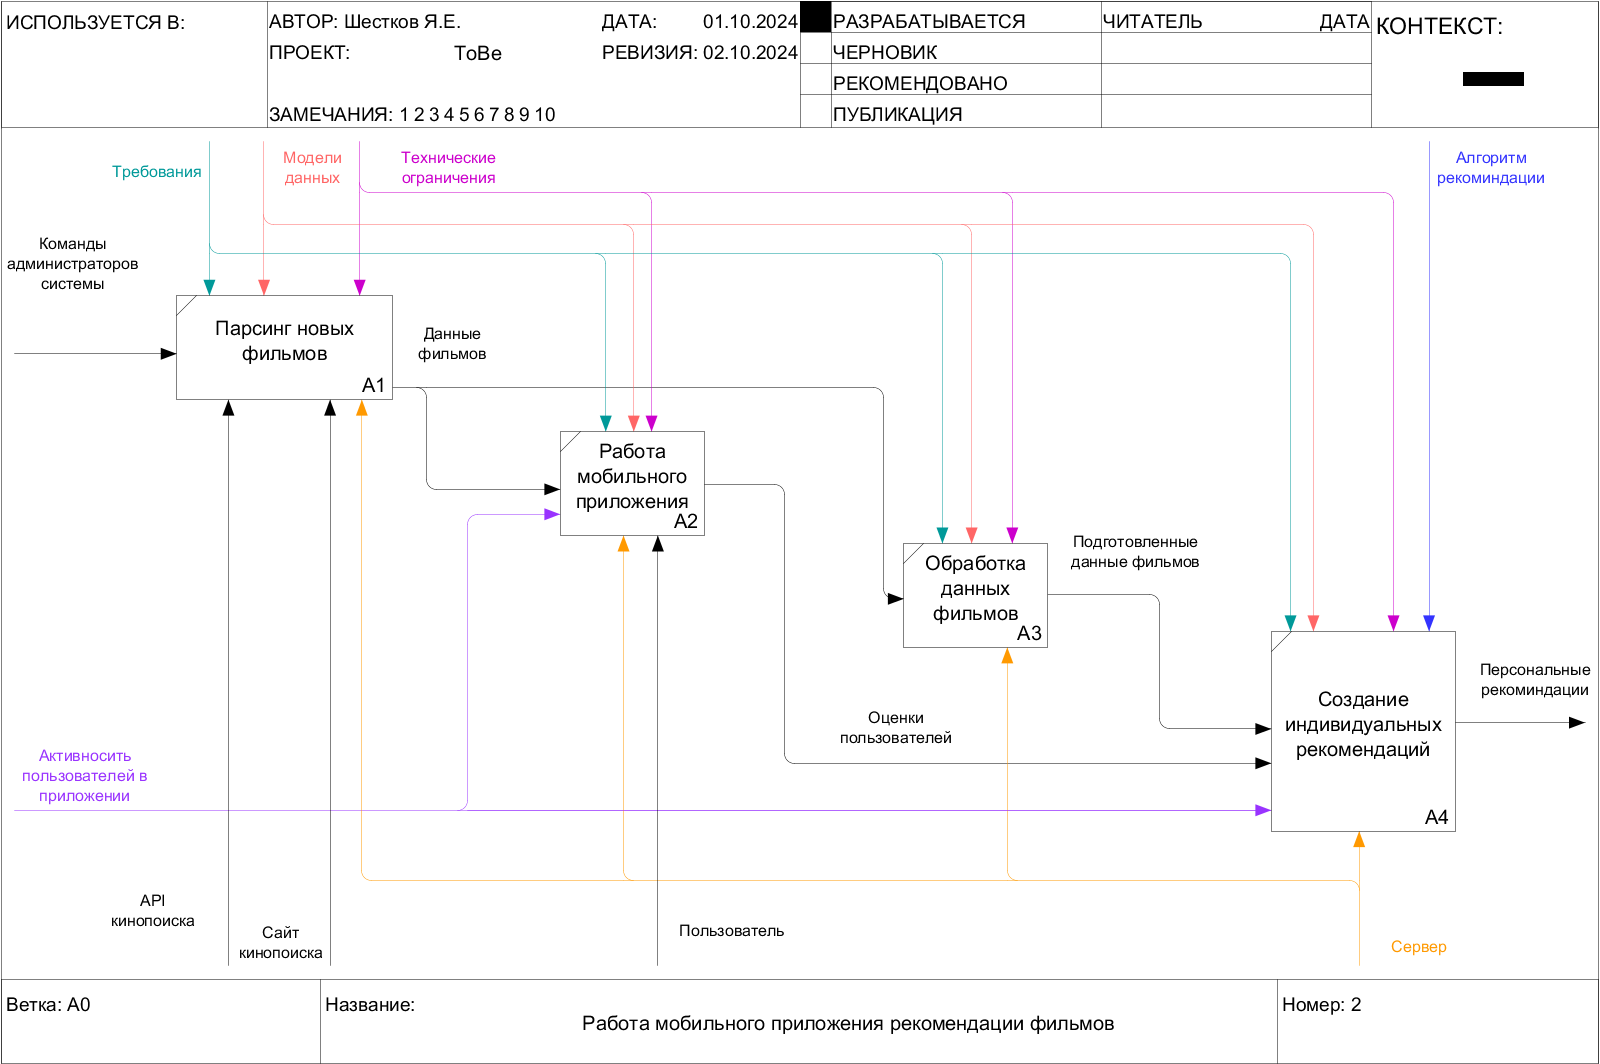 ИСПОЛЬЗУЕТСЯ В:
АВТОР: Шестков Я.Е.
ДАТА: 01.10.2024
РАЗРАБАТЫВАЕТСЯ
ЧИТАТЕЛЬ
ДАТА
КОНТЕКСТ:
ПРОЕКТ: ToBe
РЕВИЗИЯ: 02.10.2024
ЧЕРНОВИК
РЕКОМЕНДОВАНО
ЗАМЕЧАНИЯ: 1 2 3 4 5 6 7 8 9 10
ПУБЛИКАЦИЯ
Требования
Модели
данных
Технические
ограничения
Алгоритм
рекоминдации
Команды
администраторов
системы
Парсинг новых
фильмов
A1
Данные
фильмов
Работа
мобильного
приложения
A2
Обработка
данных
фильмов
A3
Подготовленные
данные фильмов
Создание
индивидуальных
рекомендаций
A4
Персональные
рекоминдации
Оценки
пользователей
Активносить
пользователей в
приложении
API
кинопоиска
Сайт
кинопоиска
Пользователь
Сервер
Ветка: A0
Название:
Работа мобильного приложения рекомендации фильмов
Номер: 2